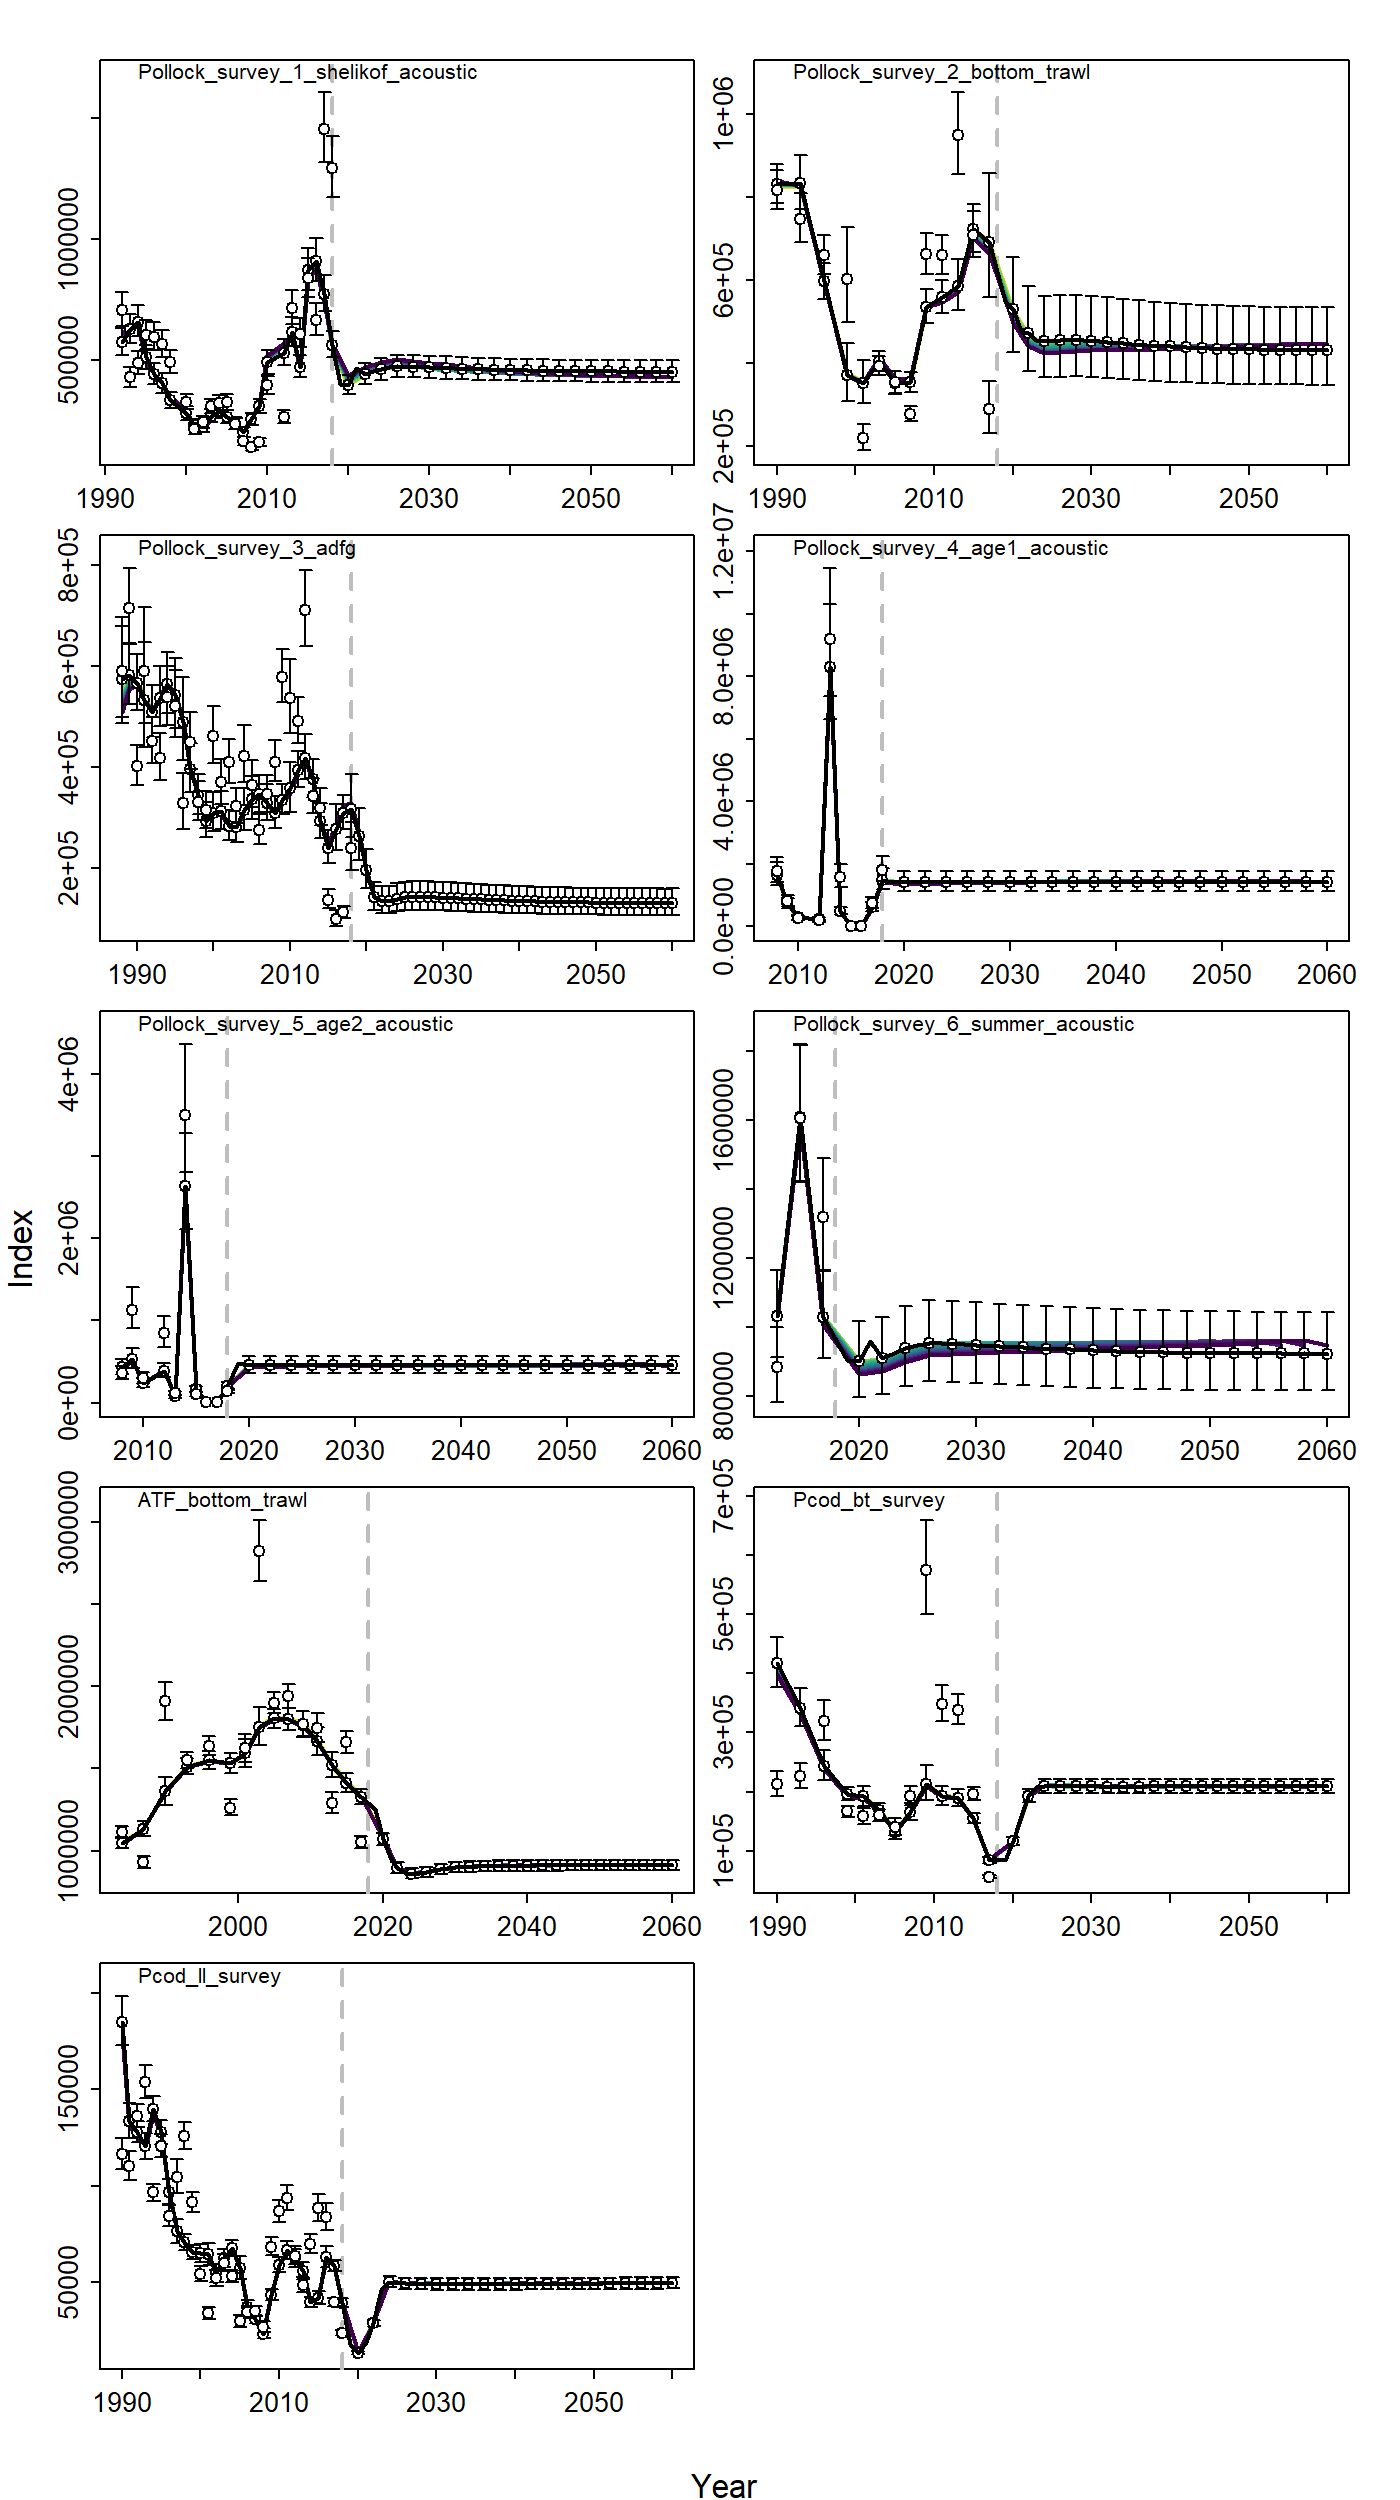 Pollock_survey_1_shelikof_acoustic
500000 1000000
1990 2010 2030 2050
Pollock_survey_2_bottom_trawl
2e+05 6e+05 1e+06
1990 2010 2030 2050
Pollock_survey_3_adfg
2e+05 4e+05 6e+05 8e+05
1990 2010 2030 2050
Pollock_survey_4_age1_acoustic
0.0e+00 4.0e+06 8.0e+06 1.2e+07
2010 2020 2030 2040 2050 2060
Pollock_survey_5_age2_acoustic
0e+00 2e+06 4e+06
2010 2020 2030 2040 2050 2060
Pollock_survey_6_summer_acoustic
800000 1200000 1600000
2020 2030 2040 2050 2060
Index
ATF_bottom_trawl
1000000 2000000 3000000
2000 2020 2040 2060
Pcod_bt_survey
1e+05 3e+05 5e+05 7e+05
1990 2010 2030 2050
Pcod_ll_survey
50000 150000
1990 2010 2030 2050
Year